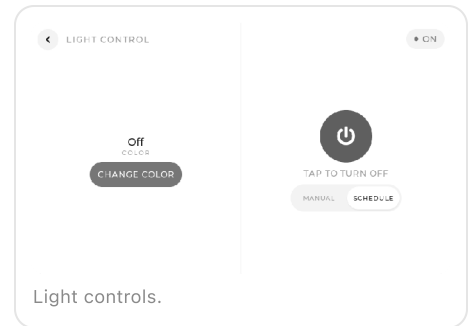 LIGHT CONTROL
ON
Off
COLOR
CHANGE COLOR
TAP TO TURN OFF
MANUAL
SCHEDULE
Light controls.